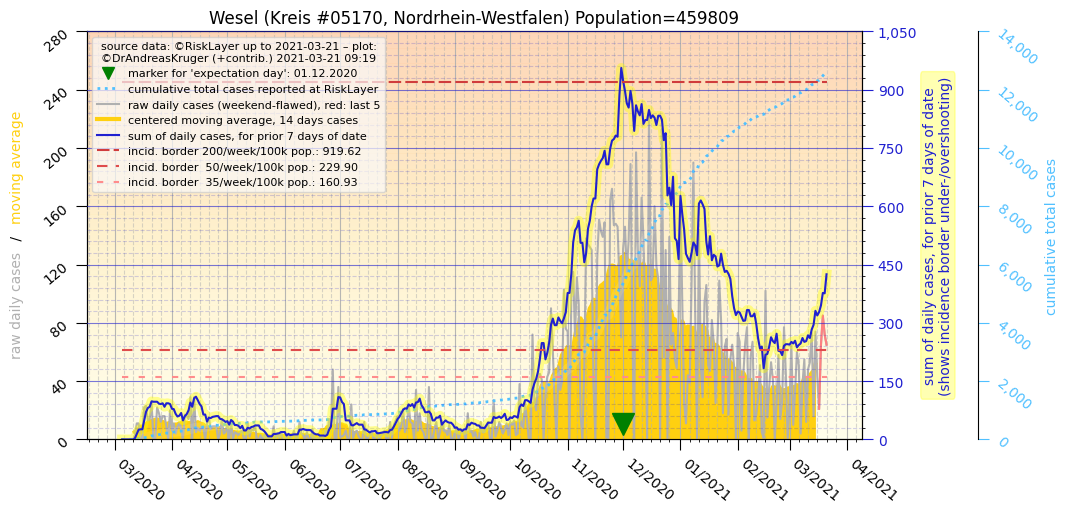 Wesel (Kreis #05170, Nordrhein-Westfalen) Population=459809
source data: ©RiskLayer up to 2021-03-21 – plot:
©DrAndreasKruger (+contrib.) 2021-03-21 09:19
marker for 'expectation day': 01.12.2020
cumulative total cases reported at RiskLayer
raw daily cases (weekend-flawed), red: last 5
centered moving average, 14 days cases
sum of daily cases, for prior 7 days of date
incid. border 200/week/100k pop.: 919.62
incid. border  50/week/100k pop.: 229.90
incid. border  35/week/100k pop.: 160.93
raw daily cases / moving average
280
240
200
160
120
80
40
0
03/2020
04/2020
05/2020
06/2020
07/2020
08/2020
09/2020
10/2020
11/2020
12/2020
01/2021
02/2021
03/2021
04/2021
1,050
900
750
600
450
300
150
0
sum of daily cases, for prior 7 days of date
(shows incidence border under-/overshooting)
14,000
12,000
10,000
8,000
6,000
4,000
2,000
0
cumulative total cases